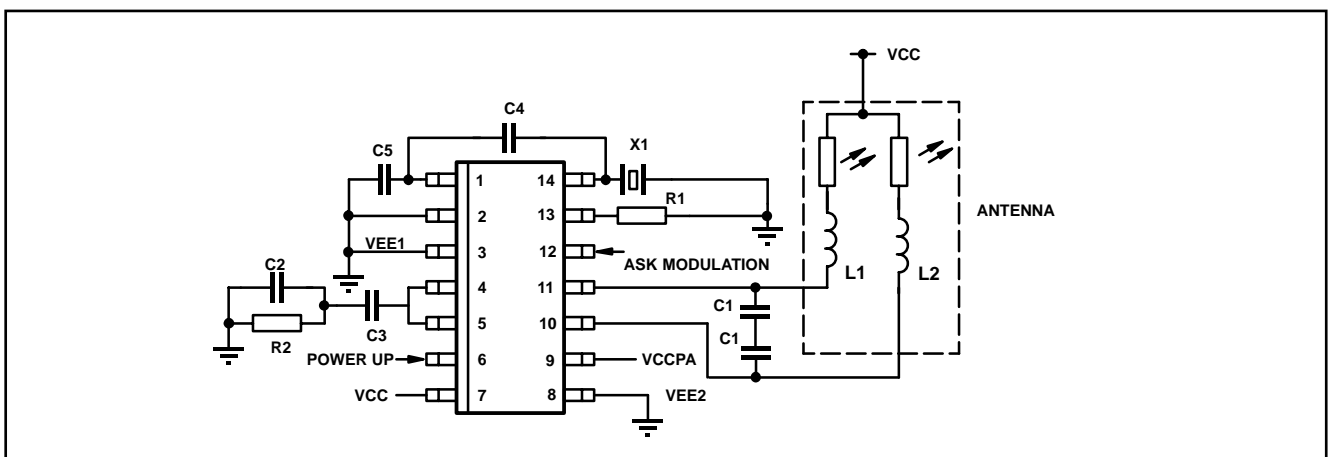 VCC
C4
C5
X1
1
14
R1
2
13
ANTENNA
VEE1
3
12
ASK MODULATION
C2
L1
L2
4
11
C1
C3
5
10
C1
R2
POWER UP
6
9
VCCPA
VCC
7
8
VEE2